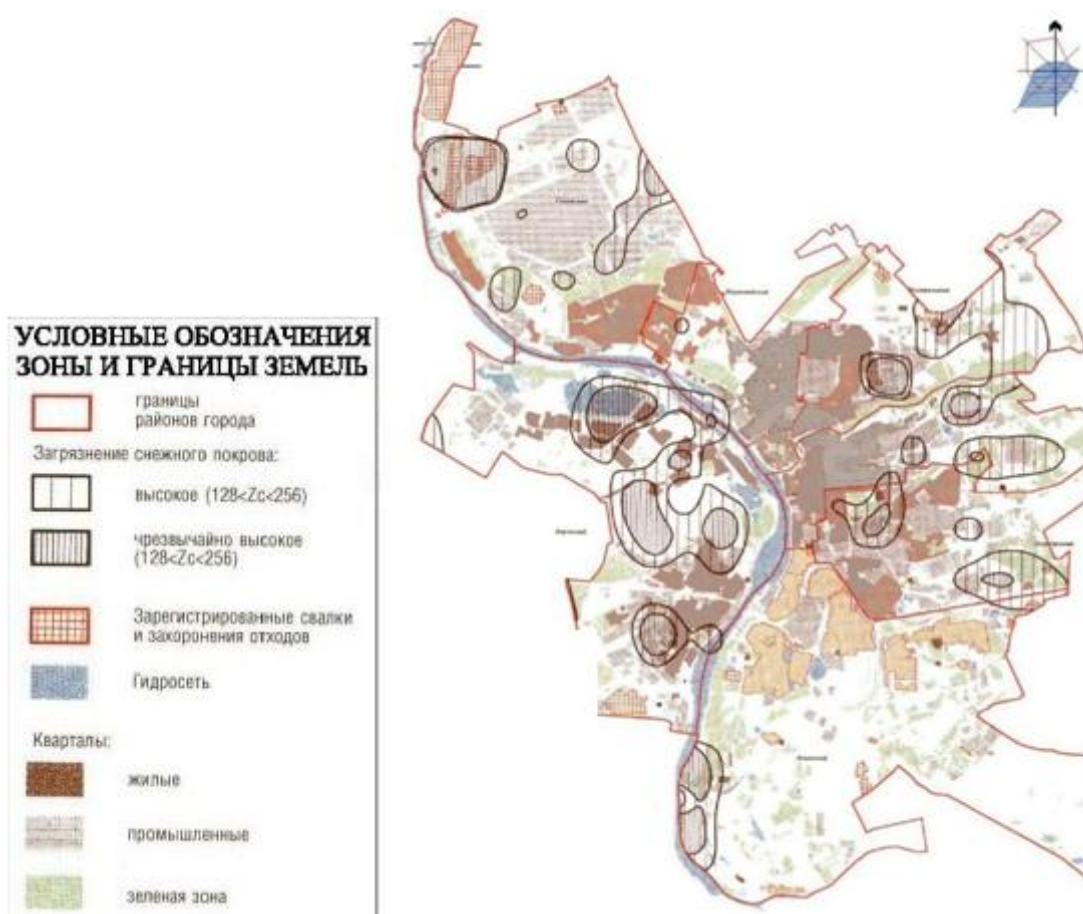 УСЛОВНЫЕ ОБОЗНАЧЕНИЯ
ЗОНЫ И ГРАНИЦЫ ЗЕМЕЛЬ
границы
районов города
Загрязнение снежного покрова:
высокое (128<Zc<256)
чрезвычайно высокое
(128<Zc<256)
Зарегистрированные свалки
и захоронения отходов
Гидросеть
Кварталы:
жилые
промышленные
зеленая зона